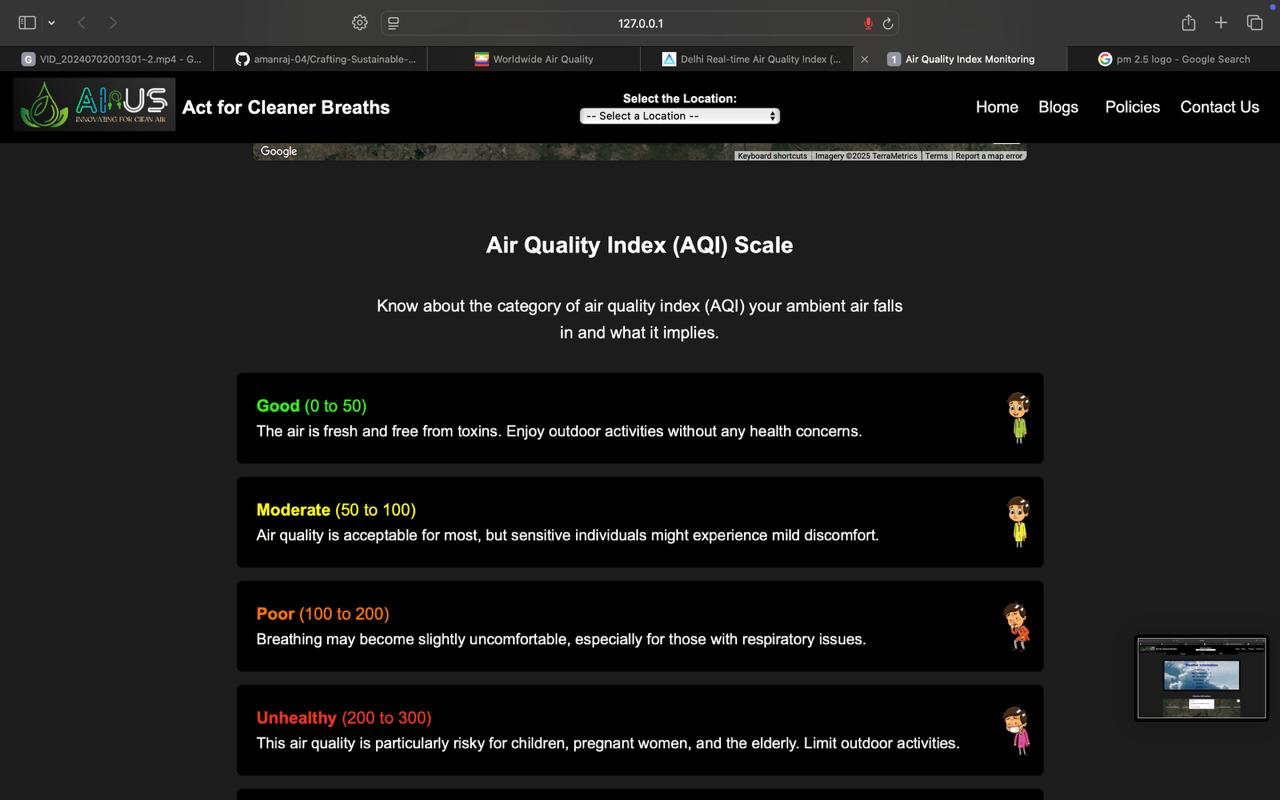 127.0.0.1
G VID_20240702001301~2.mp4 - G...
amanraj-04/Crafting-Sustainable-...
Worldwide Air Quality
Delhi Real-time Air Quality Index (...
1 Air Quality Index Monitoring
G pm 2.5 logo - Google Search
AIRUS
INNOVATING FOR CLEAN AIR
Act for Cleaner Breaths
Select the Location:
-- Select a Location --
Home Blogs Policies Contact Us
Google
Keyboard shortcuts Imagery ©2025 TerraMetrics Terms Report a map error
Air Quality Index (AQI) Scale
Know about the category of air quality index (AQI) your ambient air falls
in and what it implies.
Good (0 to 50)
The air is fresh and free from toxins. Enjoy outdoor activities without any health concerns.
Moderate (50 to 100)
Air quality is acceptable for most, but sensitive individuals might experience mild discomfort.
Poor (100 to 200)
Breathing may become slightly uncomfortable, especially for those with respiratory issues.
Unhealthy (200 to 300)
This air quality is particularly risky for children, pregnant women, and the elderly. Limit outdoor activities.